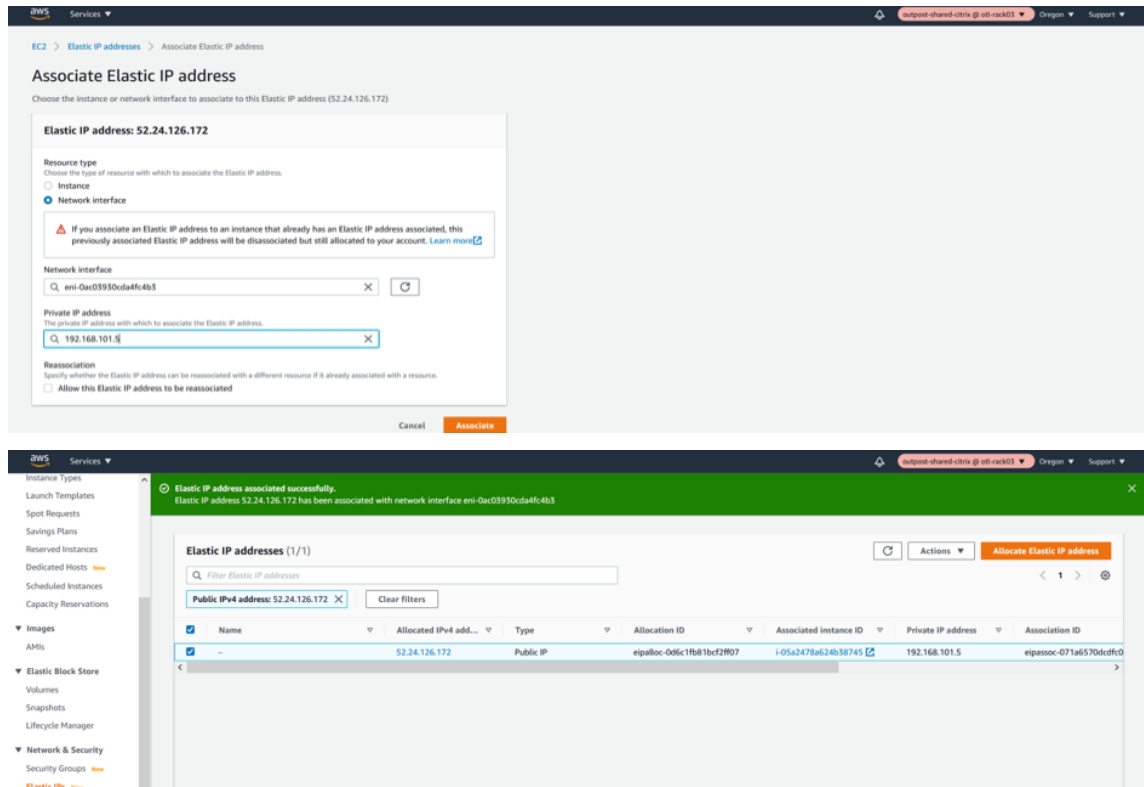 aws Services ▼ outpost-shared-citrix @ otl-rack03 ▼ Oregon ▼ Support ▼
EC2 > Elastic IP addresses > Associate Elastic IP address
Associate Elastic IP address
Choose the instance or network interface to associate to this Elastic IP address (52.24.126.172)
Elastic IP address: 52.24.126.172
Resource type
Choose the type of resource with which to associate the Elastic IP address.
Instance
Network interface
If you associate an Elastic IP address to an instance that already has an Elastic IP address associated, this
previously associated Elastic IP address will be disassociated but still allocated to your account. Learn more
Network interface
eni-0ac03930cda4fc4b3
Private IP address
The private IP address with which to associate the Elastic IP address.
192.168.101.5
Reassociation
Specify whether the Elastic IP address can be reassociated with a different resource if it already associated with a resource.
Allow this Elastic IP address to be reassociated
Cancel Associate
aws Services ▼ outpost-shared-citrix @ otl-rack03 ▼ Oregon ▼ Support ▼
Instance Types
Launch Templates
Spot Requests
Savings Plans
Reserved Instances
Dedicated Hosts New
Scheduled Instances
Capacity Reservations
▼ Images
AMIs
▼ Elastic Block Store
Volumes
Snapshots
Lifecycle Manager
▼ Network & Security
Security Groups New
Elastic IPs New
Elastic IP address associated successfully.
Elastic IP address 52.24.126.172 has been associated with network interface eni-0ac03930cda4fc4b3
Elastic IP addresses (1/1) Actions ▼ Allocate Elastic IP address
Filter Elastic IP addresses < 1 >
Public IPv4 address: 52.24.126.172 X Clear filters
Name Allocated IPv4 add... Type Allocation ID Associated instance ID Private IP address Association ID
– 52.24.126.172 Public IP eipalloc-0d6c1fb81bcf2ff07 i-05a2478a624b38745 192.168.101.5 eipassoc-071a6570dcdfc0